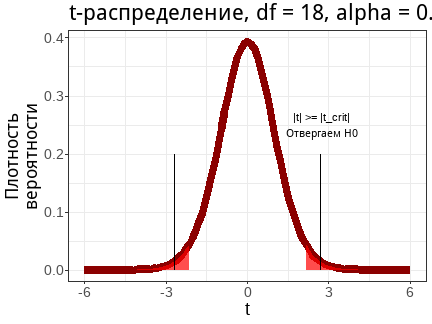 t-распределение, df = 18, alpha = 0.
Плотность
вероятности
0.4
0.3
0.2
0.1
0.0
|t| >= |t_crit|
Отвергаем H0
-6 -3 0 3 6
t